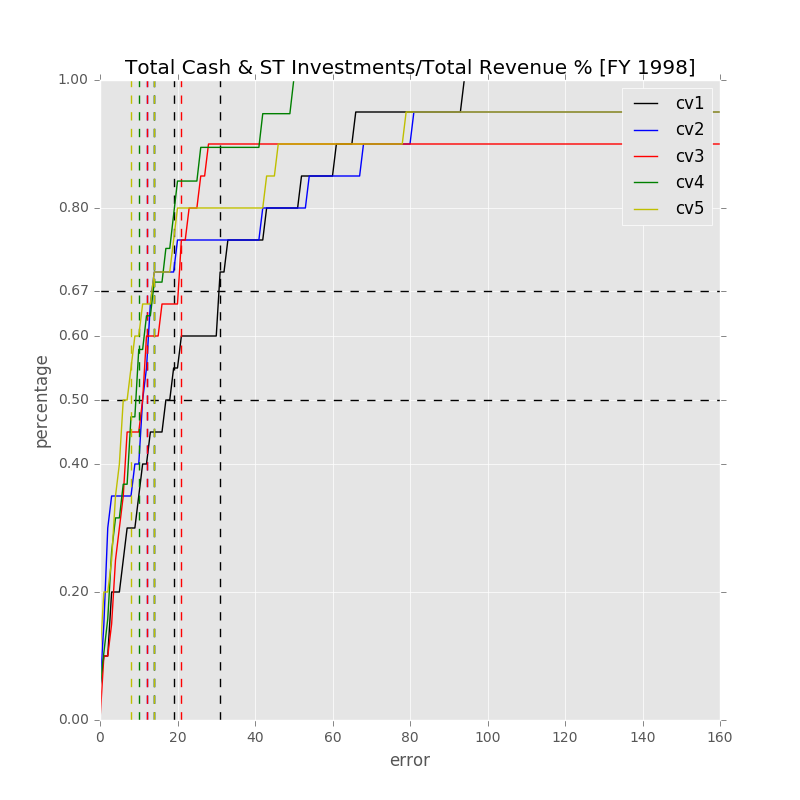 Total Cash & ST Investments/Total Revenue % [FY 1998]
1.00
0.80
0.67
0.60
0.50
0.40
0.20
0.00
percentage
cv1
cv2
cv3
cv4
cv5
0 20 40 60 80 100 120 140 160
error